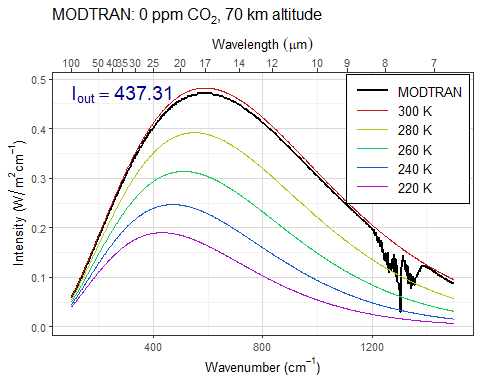 MODTRAN: 0 ppm CO₂, 70 km altitude
Wavelength (μm)
100 50 40 35 30 25 20 17 14 12 10 9 8 7
I_out = 437.31
MODTRAN
300 K
280 K
260 K
240 K
220 K
Intensity (W/m²cm⁻¹)
0.5
0.4
0.3
0.2
0.1
0.0
400 800 1200
Wavenumber (cm⁻¹)